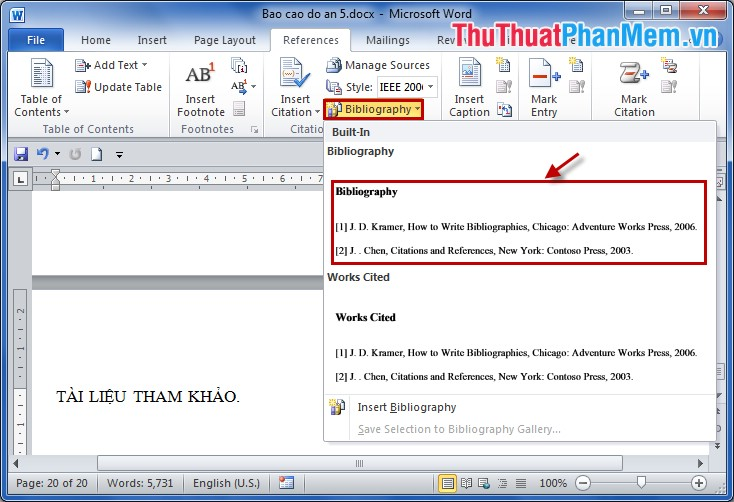 Bao cao do an 5.docx - Microsoft Word
File Home Insert Page Layout References Mailings
ThuThuatPhanMem.vn
Table of Contents
Add Text
Update Table
Table of Contents
AB1
Insert Footnote
Footnotes
Insert Citation
Manage Sources
Style: IEEE 200
Bibliography
Insert Caption
Mark Entry
Mark Citation
Built-In
Bibliography
Bibliography
[1] J. D. Kramer, How to Write Bibliographies, Chicago: Adventure Works Press, 2006.
[2] J. . Chen, Citations and References, New York: Contoso Press, 2003.
Works Cited
Works Cited
[1] J. D. Kramer, How to Write Bibliographies, Chicago: Adventure Works Press, 2006.
[2] J. . Chen, Citations and References, New York: Contoso Press, 2003.
Insert Bibliography
Save Selection to Bibliography Gallery...
TÀI LIỆU THAM KHẢO.
Page: 20 of 20 Words: 5,731 English (U.S.) 100%